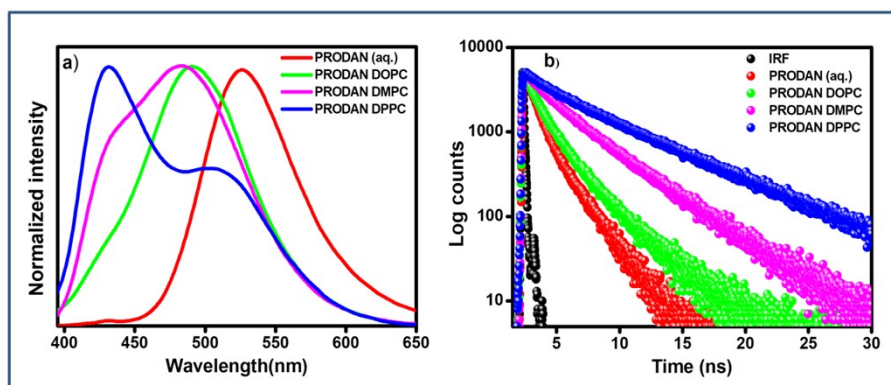 a)
PRODAN (aq.)
PRODAN DOPC
PRODAN DMPC
PRODAN DPPC
Normalized intensity
400 450 500 550 600 650
Wavelength(nm)
b)
IRF
PRODAN (aq.)
PRODAN DOPC
PRODAN DMPC
PRODAN DPPC
Log counts
10000
1000
100
10
5 10 15 20 25 30
Time (ns)